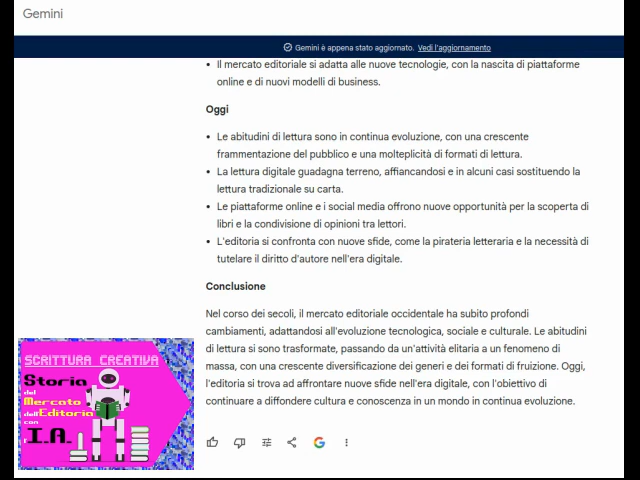 Gemini
Gemini è appena stato aggiornato. Vedi l'aggiornamento
• Il mercato editoriale si adatta alle nuove tecnologie, con la nascita di piattaforme
online e di nuovi modelli di business.
Oggi
• Le abitudini di lettura sono in continua evoluzione, con una crescente
frammentazione del pubblico e una molteplicità di formati di lettura.
• La lettura digitale guadagna terreno, affiancandosi e in alcuni casi sostituendo la
lettura tradizionale su carta.
• Le piattaforme online e i social media offrono nuove opportunità per la scoperta di
libri e la condivisione di opinioni tra lettori.
• L'editoria si confronta con nuove sfide, come la pirateria letteraria e la necessità di
tutelare il diritto d'autore nell'era digitale.
Conclusione
Nel corso dei secoli, il mercato editoriale occidentale ha subito profondi
cambiamenti, adattandosi all'evoluzione tecnologica, sociale e culturale. Le abitudini
di lettura si sono trasformate, passando da un'attività elitaria a un fenomeno di
massa, con una crescente diversificazione dei generi e dei formati di fruizione. Oggi,
l'editoria si trova ad affrontare nuove sfide nell'era digitale, con l'obiettivo di
continuare a diffondere cultura e conoscenza in un mondo in continua evoluzione.
SCRITTURA CREATIVA
Storia
del
Mercato
dell'Editoria
con
l'I.A.